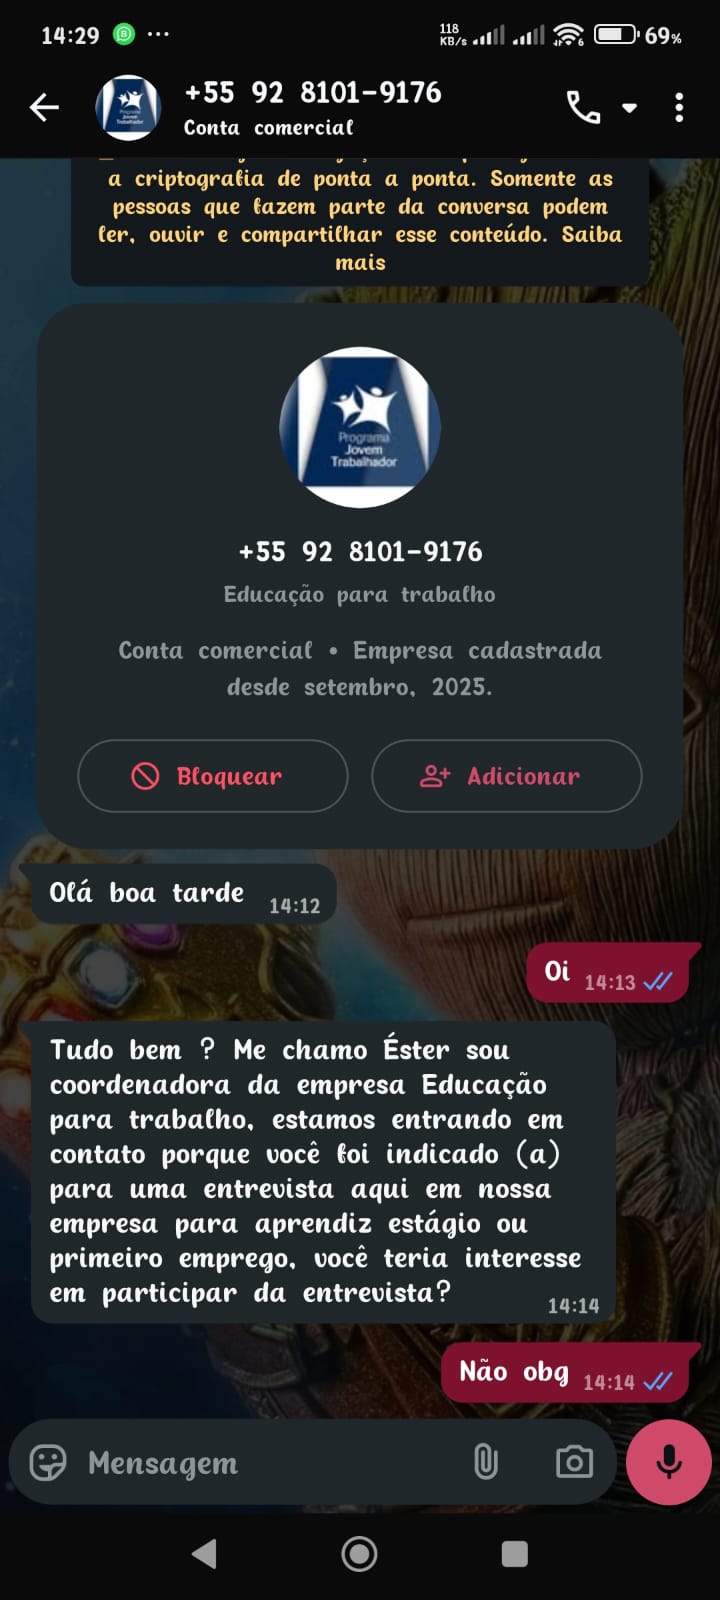 14:29
118
KB/s
69%
+55 92 8101-9176
Conta comercial
a criptografia de ponta a ponta. Somente as
pessoas que fazem parte da conversa podem
ler, ouvir e compartilhar esse conteúdo. Saiba
mais
Programa
Jovem
Trabalhador
+55 92 8101-9176
Educação para trabalho
Conta comercial • Empresa cadastrada
desde setembro, 2025.
Bloquear
Adicionar
Olá boa tarde 14:12
Oi 14:13
Tudo bem ? Me chamo Éster sou
coordenadora da empresa Educação
para trabalho, estamos entrando em
contato porque você foi indicado (a)
para uma entrevista aqui em nossa
empresa para aprendiz estágio ou
primeiro emprego, você teria interesse
em participar da entrevista?
14:14
Não obg 14:14
Mensagem